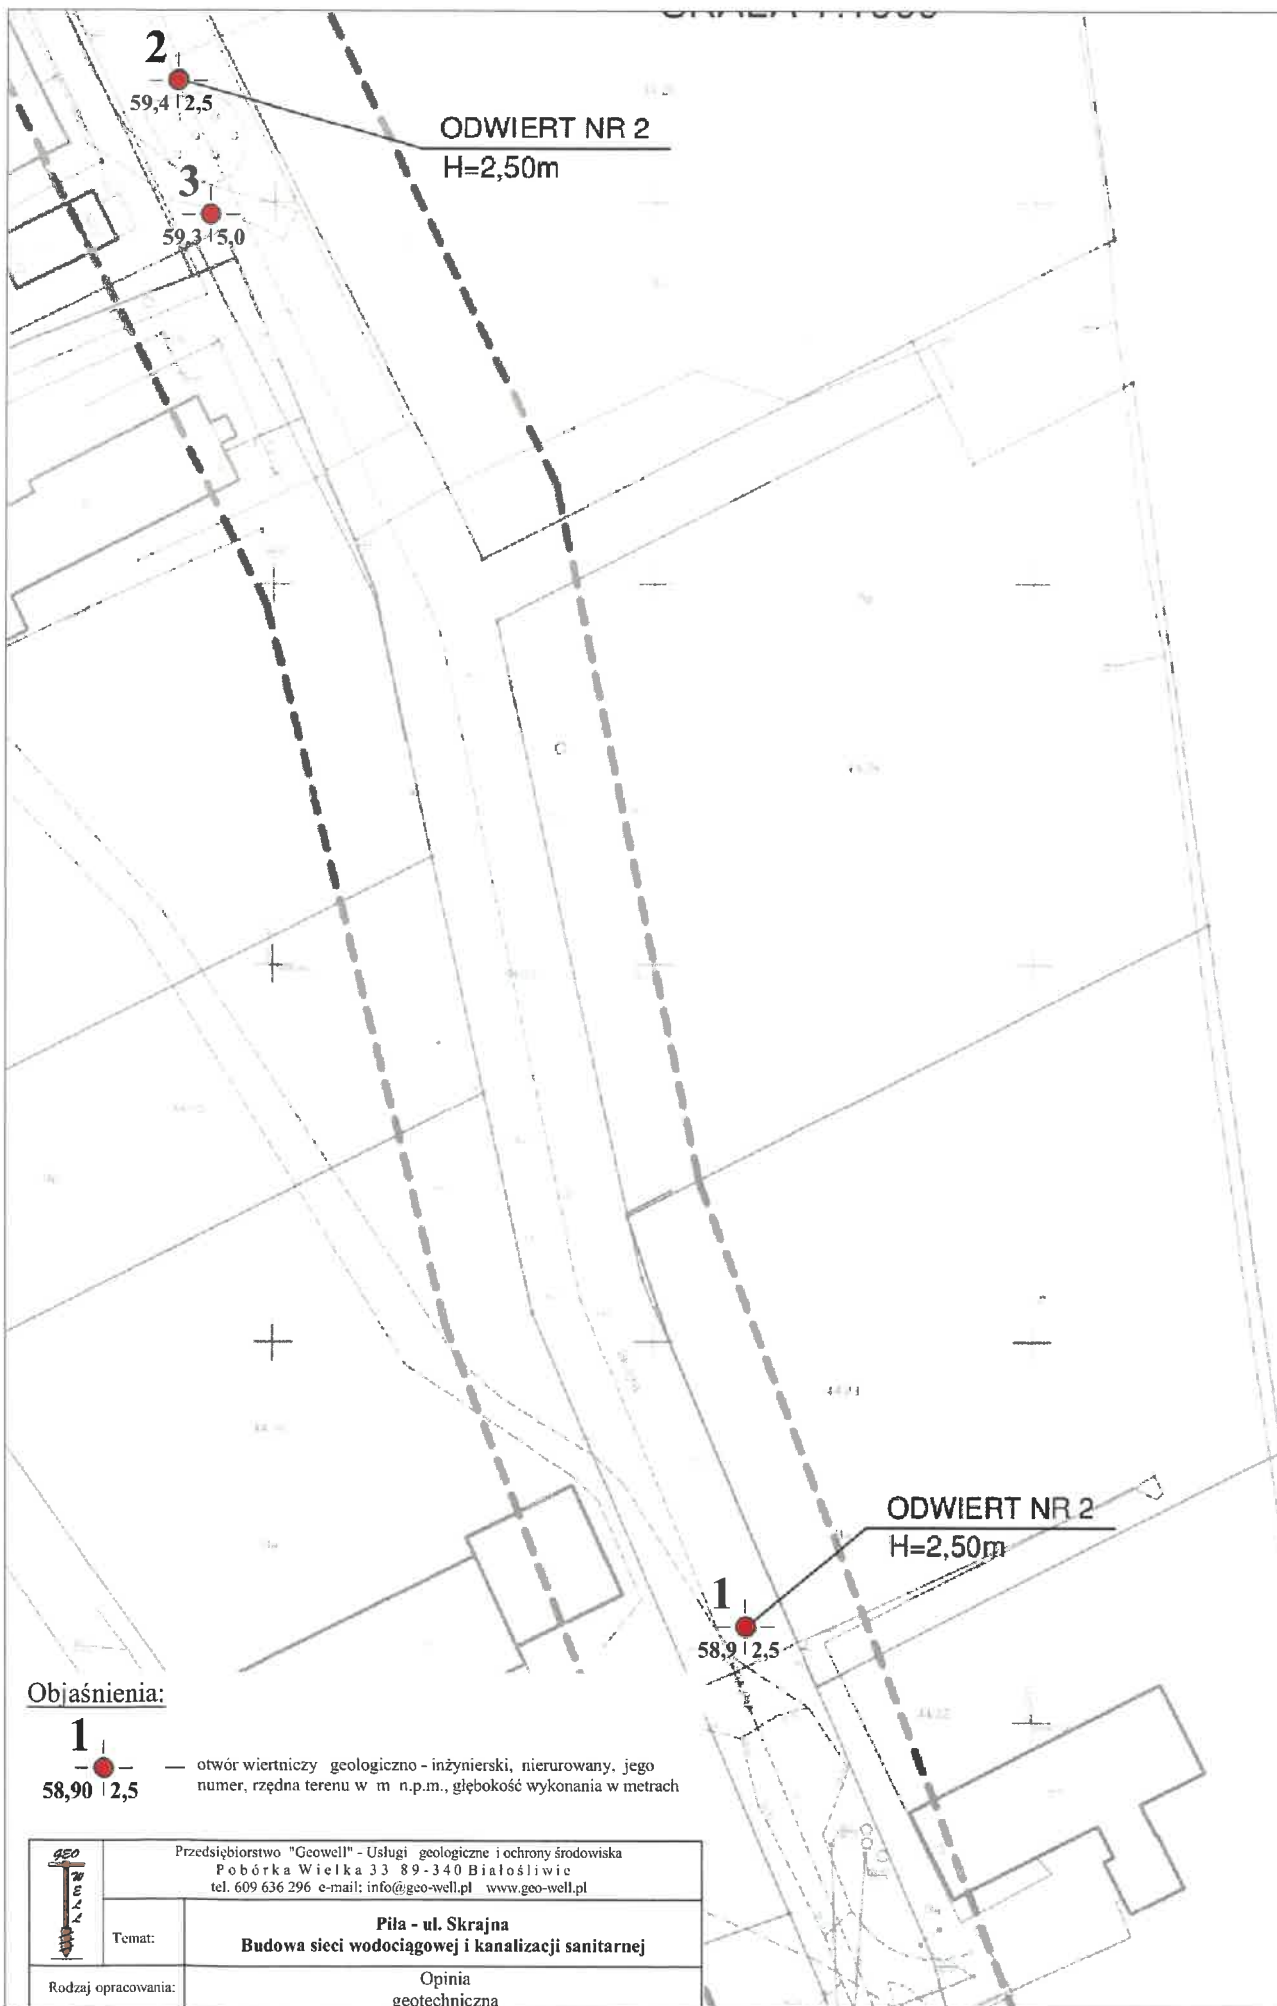 2
59,4 2,5
ODWIERT NR 2
H=2,50m
3
59,3 5,0
ODWIERT NR 2
H=2,50m
1
58,9 2,5
Objaśnienia:
1
58,90 2,5
— otwór wiertniczy geologiczno - inżynierski, nierurowany, jego
numer, rzędna terenu w m n.p.m., głębokość wykonania w metrach
GEO
WELL
Przedsiębiorstwo "Geowell" - Usługi geologiczne i ochrony środowiska
Pobórka Wielka 33 89-340 Białośliwie
tel. 609 636 296 e-mail: info@geo-well.pl www.geo-well.pl
Temat:
Piła - ul. Skrajna
Budowa sieci wodociągowej i kanalizacji sanitarnej
Rodzaj opracowania:
Opinia
geotechniczna